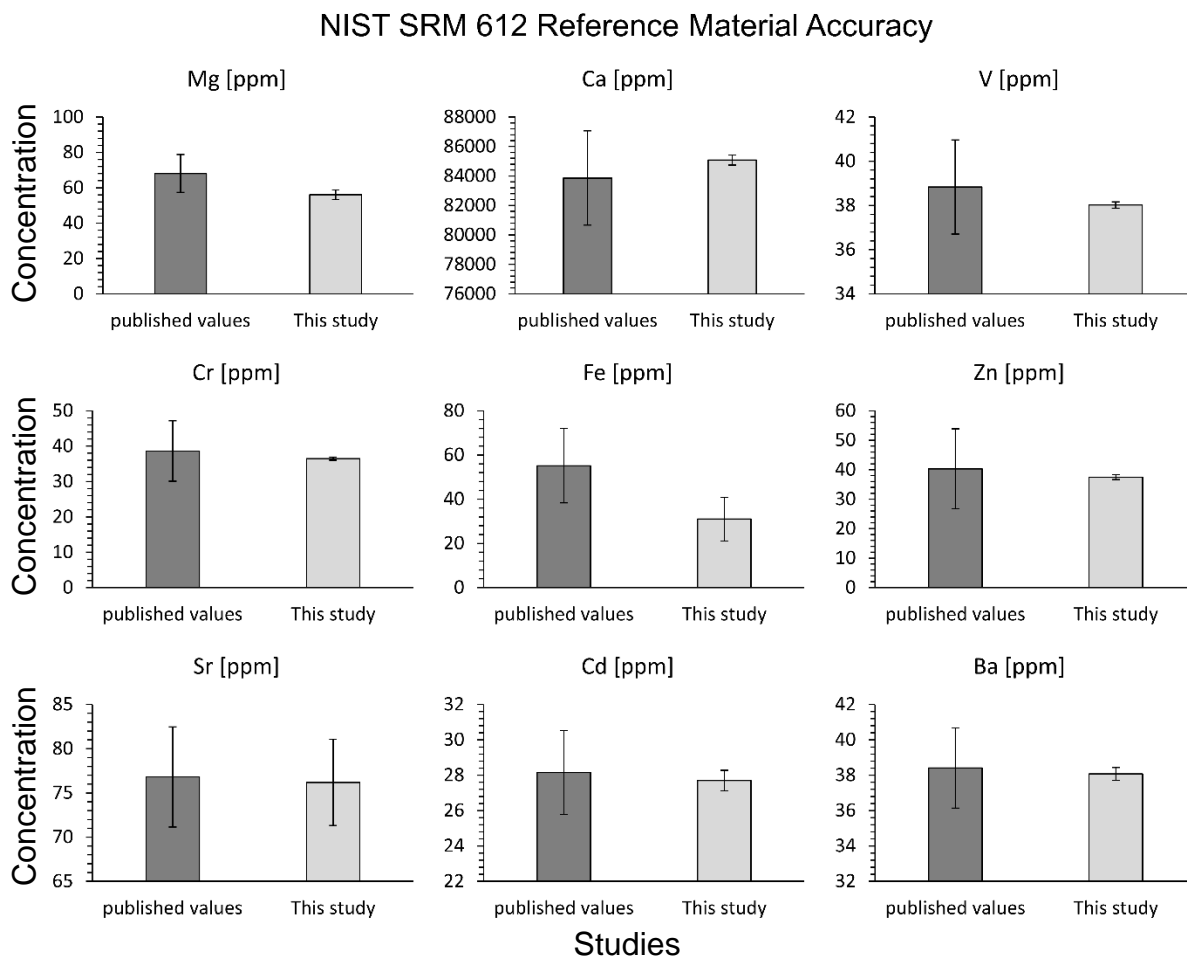 NIST SRM 612 Reference Material Accuracy
Mg [ppm]
Concentration
100
80
60
40
20
0
published values This study
Ca [ppm]
88000
86000
84000
82000
80000
78000
76000
published values This study
V [ppm]
42
40
38
36
34
published values This study
Cr [ppm]
Concentration
50
40
30
20
10
0
published values This study
Fe [ppm]
80
60
40
20
0
published values This study
Zn [ppm]
60
50
40
30
20
10
0
published values This study
Sr [ppm]
Concentration
85
80
75
70
65
published values This study
Cd [ppm]
32
30
28
26
24
22
published values This study
Ba [ppm]
42
40
38
36
34
32
published values This study
Studies